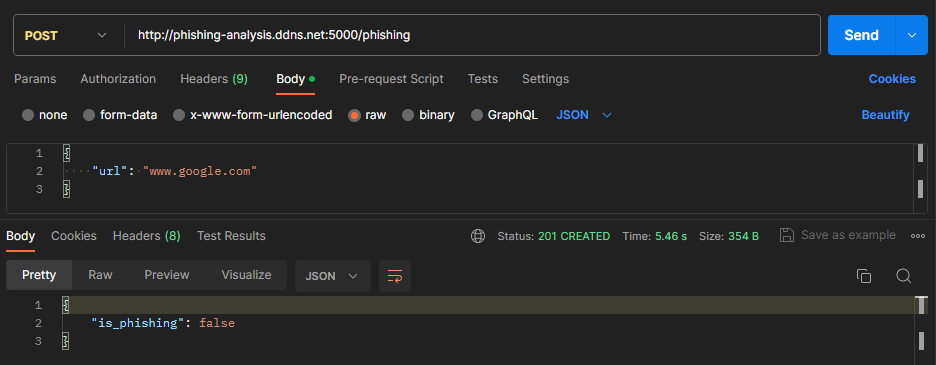 POST http://phishing-analysis.ddns.net:5000/phishing Send
Params Authorization Headers (9) Body Pre-request Script Tests Settings Cookies
none form-data x-www-form-urlencoded raw binary GraphQL JSON Beautify
1 {
2 "url": "www.google.com"
3 }
Body Cookies Headers (8) Test Results Status: 201 CREATED Time: 5.46 s Size: 354 B Save as example
Pretty Raw Preview Visualize JSON
1 {
2 "is_phishing": false
3 }